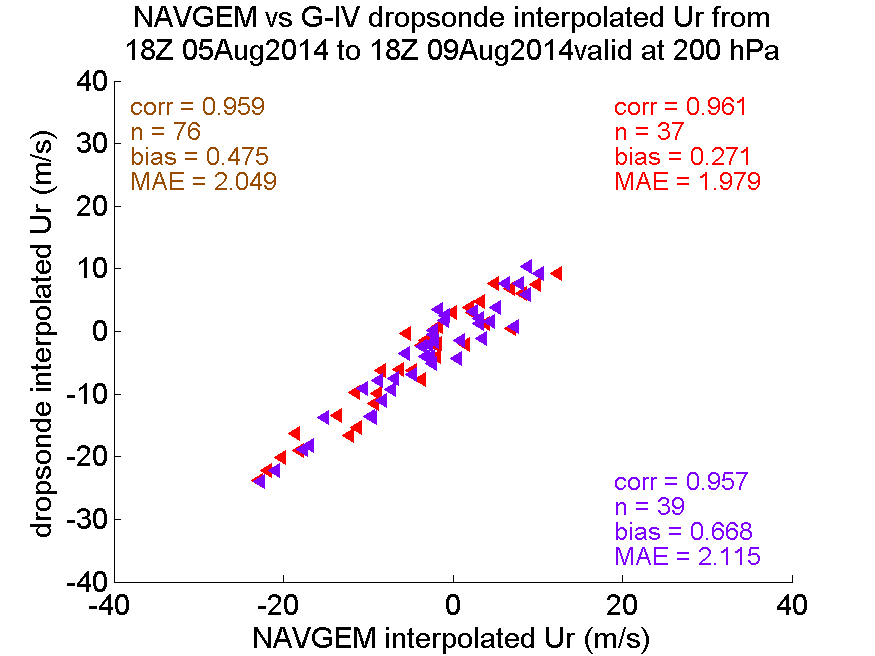 NAVGEM vs G-IV dropsonde interpolated Ur from
18Z 05Aug2014 to 18Z 09Aug2014valid at 200 hPa
corr = 0.959
n = 76
bias = 0.475
MAE = 2.049
corr = 0.961
n = 37
bias = 0.271
MAE = 1.979
corr = 0.957
n = 39
bias = 0.668
MAE = 2.115
dropsonde interpolated Ur (m/s)
40
30
20
10
0
-10
-20
-30
-40
-40 -20 0 20 40
NAVGEM interpolated Ur (m/s)